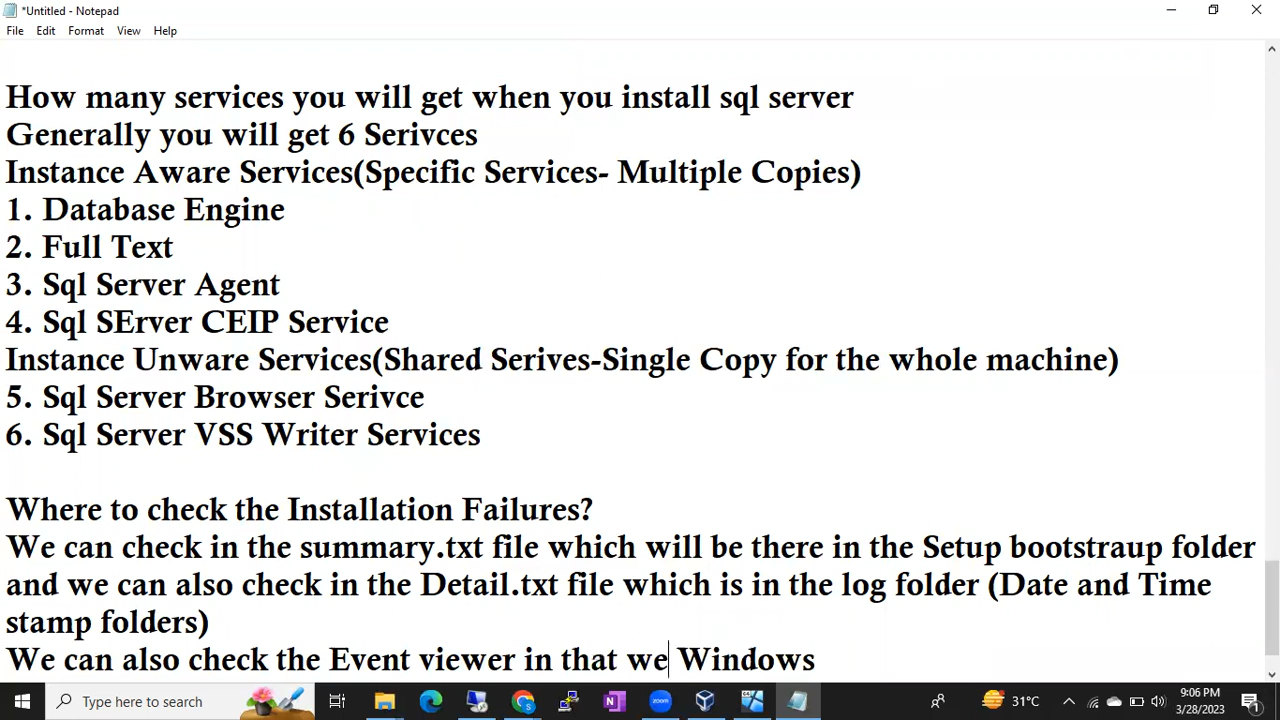 *Untitled - Notepad
File Edit Format View Help
How many services you will get when you install sql server
Generally you will get 6 Serivces
Instance Aware Services(Specific Services- Multiple Copies)
1. Database Engine
2. Full Text
3. Sql Server Agent
4. Sql SErver CEIP Service
Instance Unware Services(Shared Serives-Single Copy for the whole machine)
5. Sql Server Browser Serivce
6. Sql Server VSS Writer Services
Where to check the Installation Failures?
We can check in the summary.txt file which will be there in the Setup bootstraup folder
and we can also check in the Detail.txt file which is in the log folder (Date and Time
stamp folders)
We can also check the Event viewer in that we Windows
Type here to search
zoom
31°C
9:06 PM
3/28/2023
1